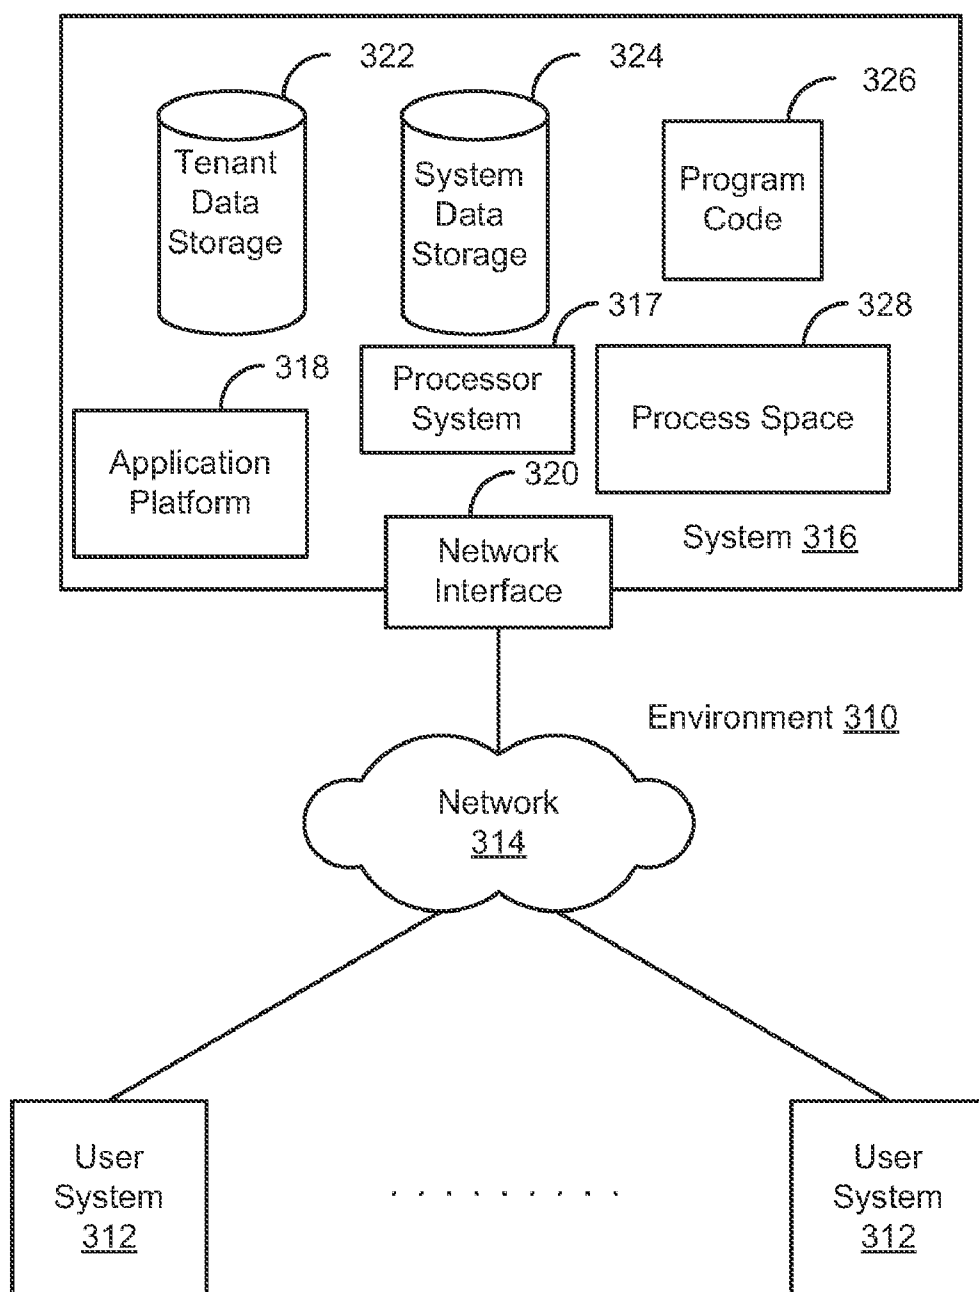 322
324
326
Tenant
Data
Storage
System
Data
Storage
Program
Code
317
328
318
Processor
System
Process Space
Application
Platform
320
System 316
Network
Interface
Environment 310
Network
314
User
System
312
User
System
312